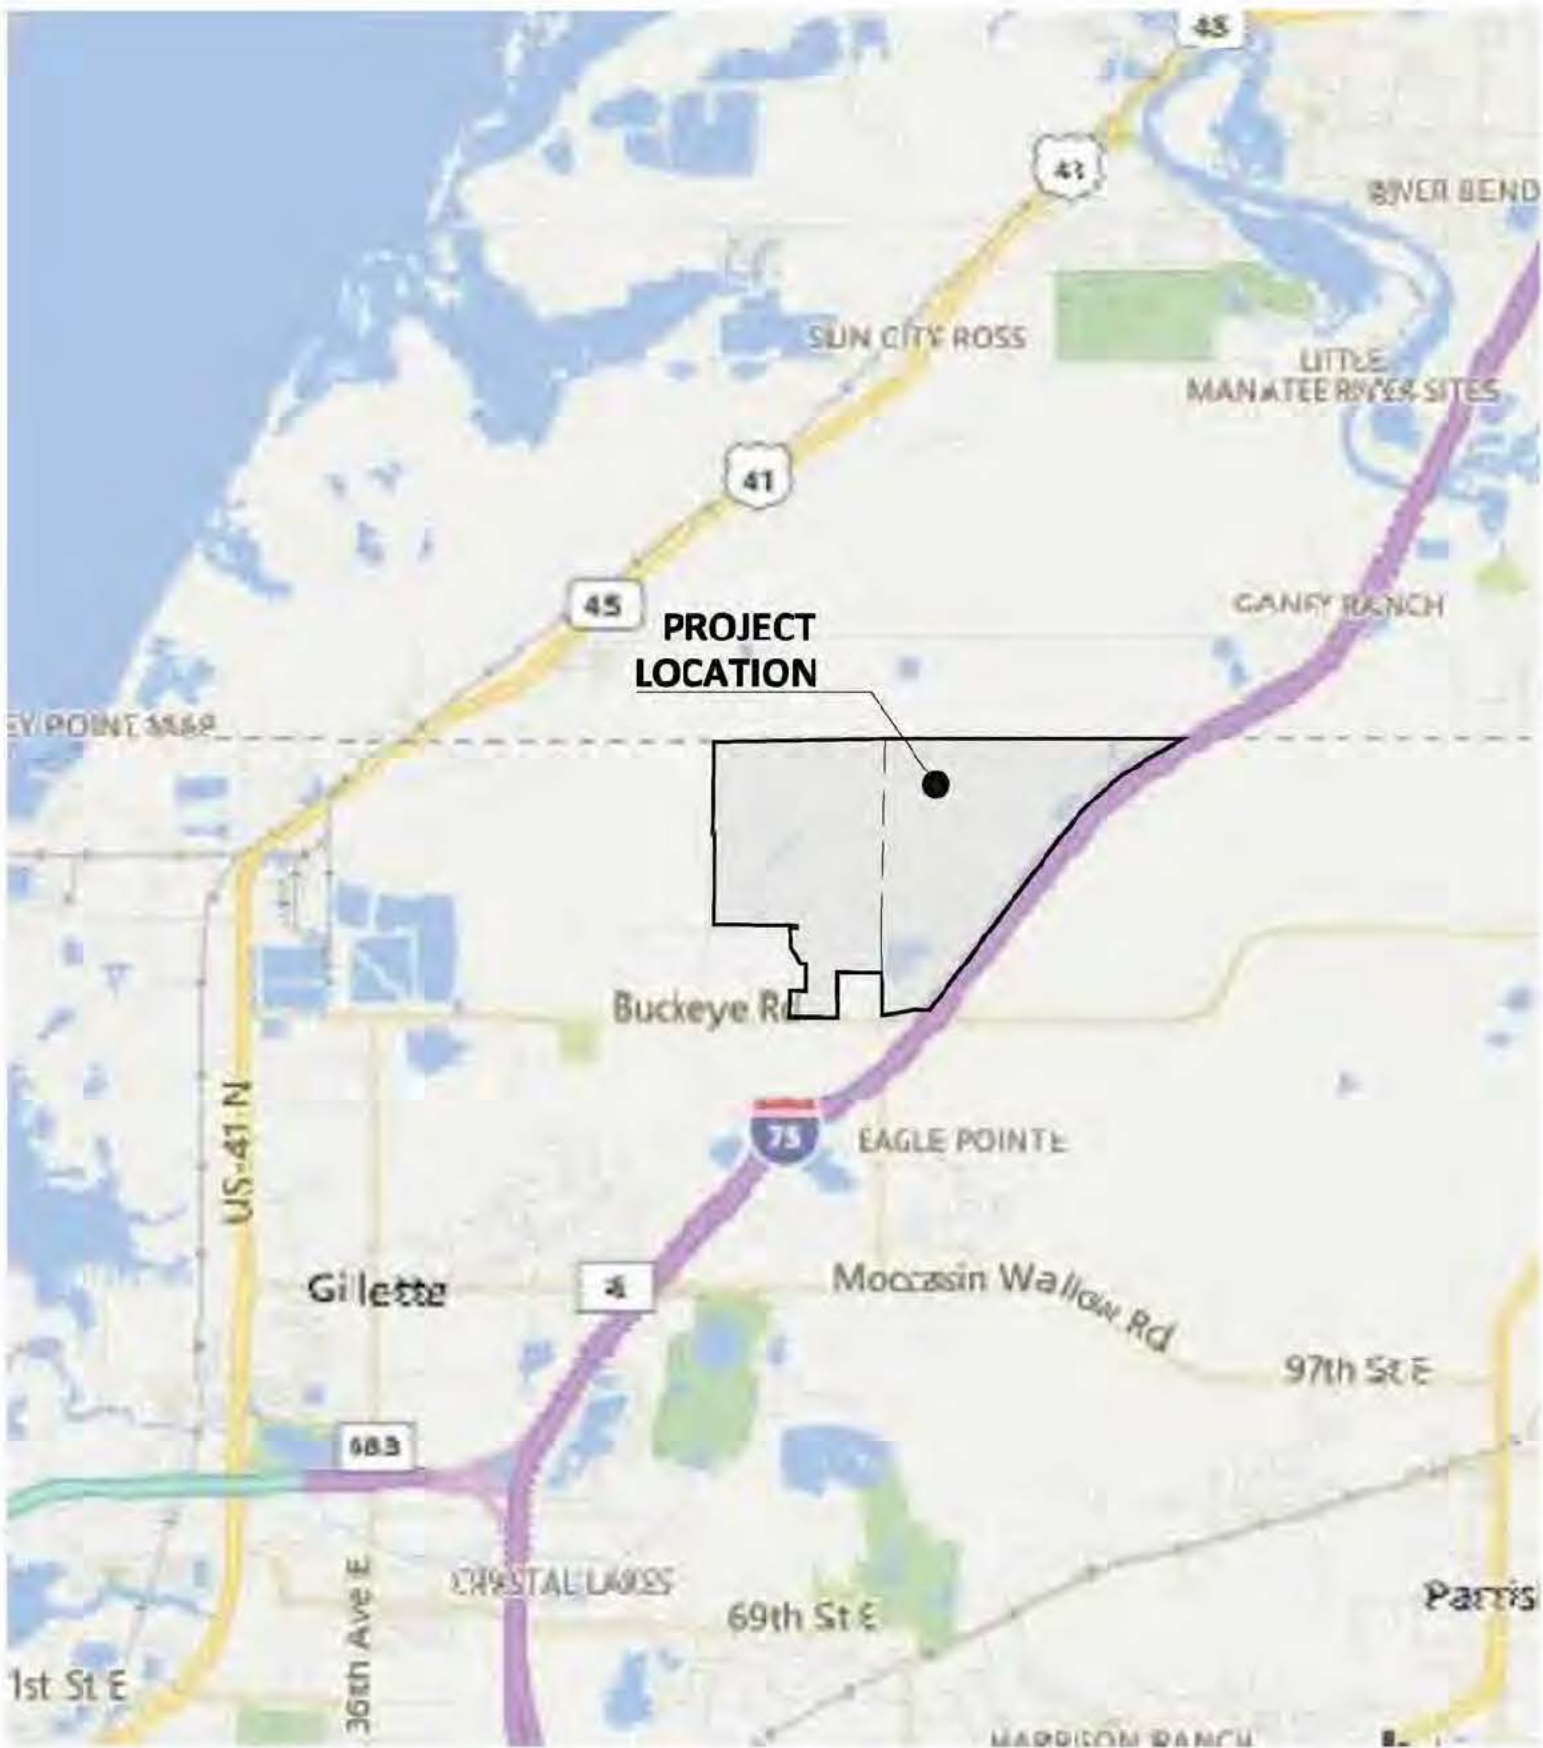 45
41
RIVER BEND
SUN CITY ROSS
LITTLE
MANATEE RIVER SITES
41
45
PROJECT
LOCATION
RANCH
EY POINT
Buckeye Rd
US-41 N
75
EAGLE POINTE
Gillette
Moccasin Wallow Rd
97th St E
683
36th Ave E
CRYSTAL LAKES
69th St E
Parris
1st St E
HARRISON RANCH